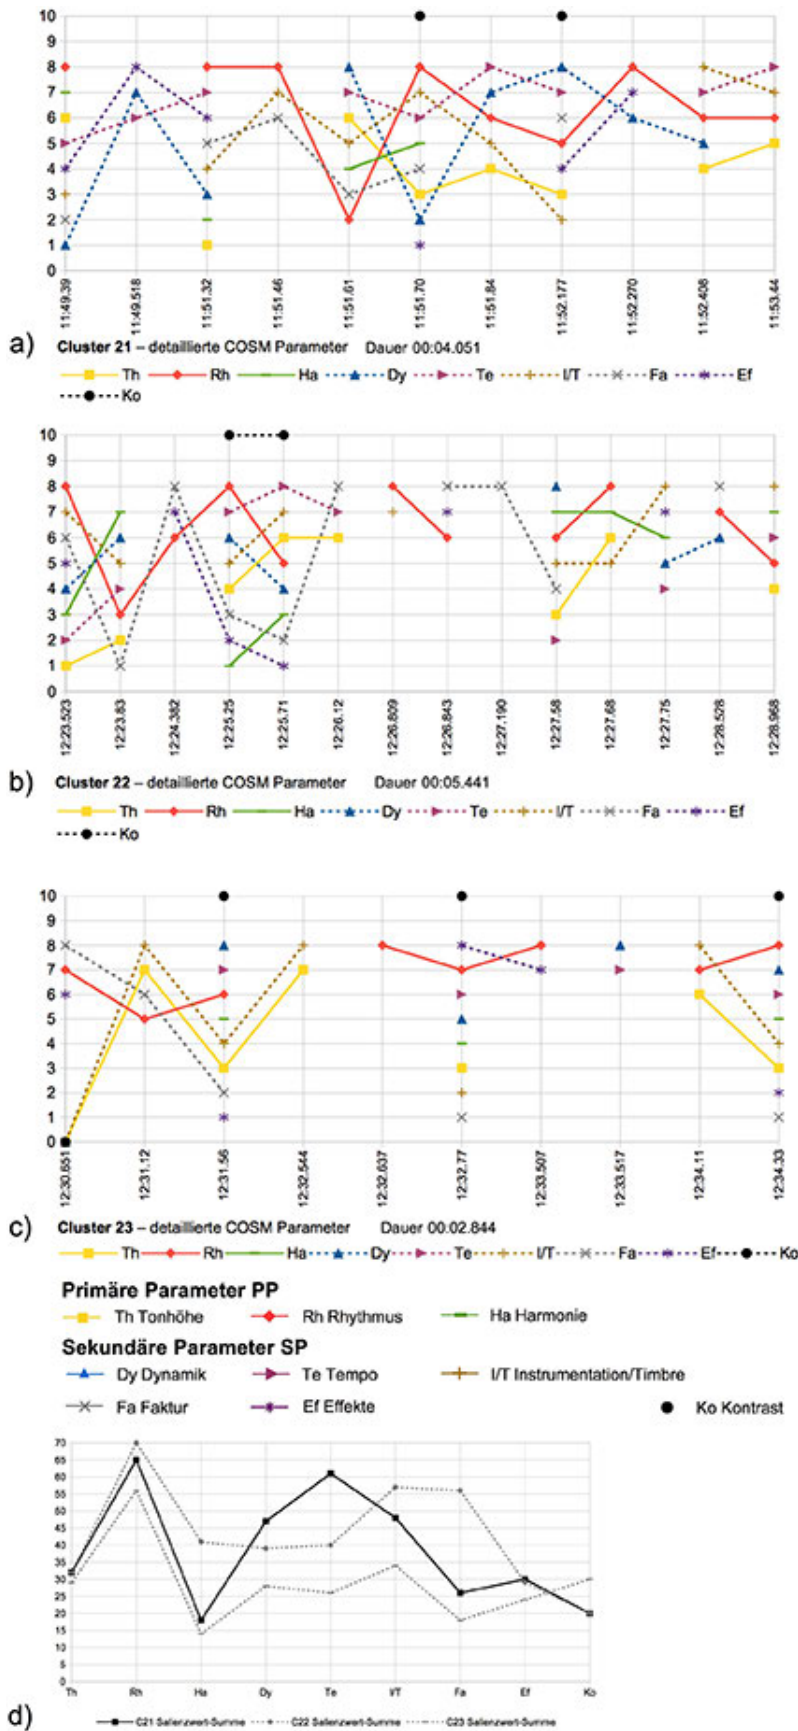 10
9
8
7
6
5
4
3
2
1
0
11:49.39 11:49.518 11:51.32 11:51.46 11:51.61 11:51.70 11:51.84 11:52.177 11:52.270 11:52.408 11:53.44
a) Cluster 21 – detaillierte COSM Parameter Dauer 00:04.051
Th Rh Ha Dy Te I/T Fa Ef
Ko
10
9
8
7
6
5
4
3
2
1
0
12:23.523 12:23.83 12:24.382 12:25.25 12:25.71 12:26.12 12:26.809 12:26.843 12:27.190 12:27.58 12:27.68 12:27.75 12:28.528 12:28.968
b) Cluster 22 – detaillierte COSM Parameter Dauer 00:05.441
Th Rh Ha Dy Te I/T Fa Ef
Ko
10
9
8
7
6
5
4
3
2
1
0
12:30.651 12:31.12 12:31.56 12:32.544 12:32.637 12:32.77 12:33.507 12:33.517 12:34.11 12:34.33
c) Cluster 23 – detaillierte COSM Parameter Dauer 00:02.844
Th Rh Ha Dy Te I/T Fa Ef Ko
Primäre Parameter PP
Th Tonhöhe Rh Rhythmus Ha Harmonie
Sekundäre Parameter SP
Dy Dynamik Te Tempo I/T Instrumentation/Timbre
Fa Faktur Ef Effekte Ko Kontrast
70
65
60
55
50
45
40
35
30
25
20
15
10
5
0
Th Rh Ha Dy Te I/T Fa Ef Ko
d) C21 Salienzwert-Summe C22 Salienzwert-Summe C23 Salienzwert-Summe